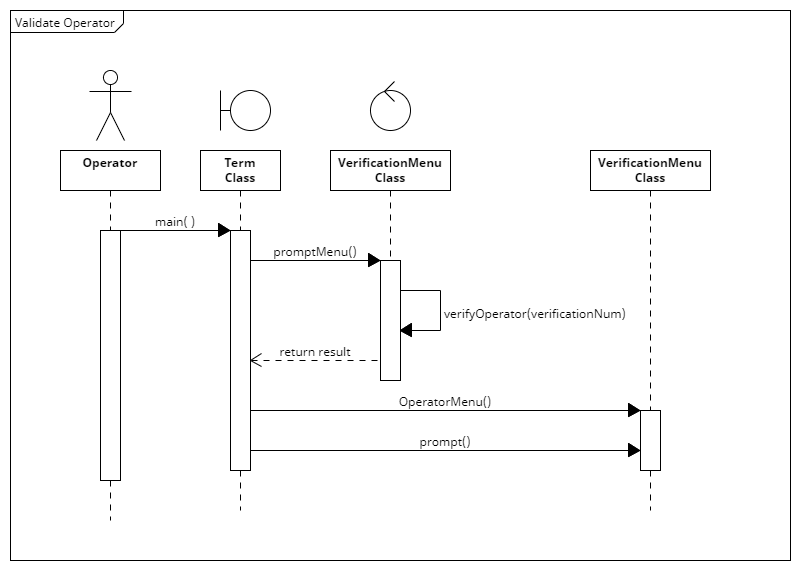 Validate Operator
Operator
Term
Class
VerificationMenu
Class
VerificationMenu
Class
main( )
promptMenu()
verifyOperator(verificationNum)
return result
OperatorMenu()
prompt()